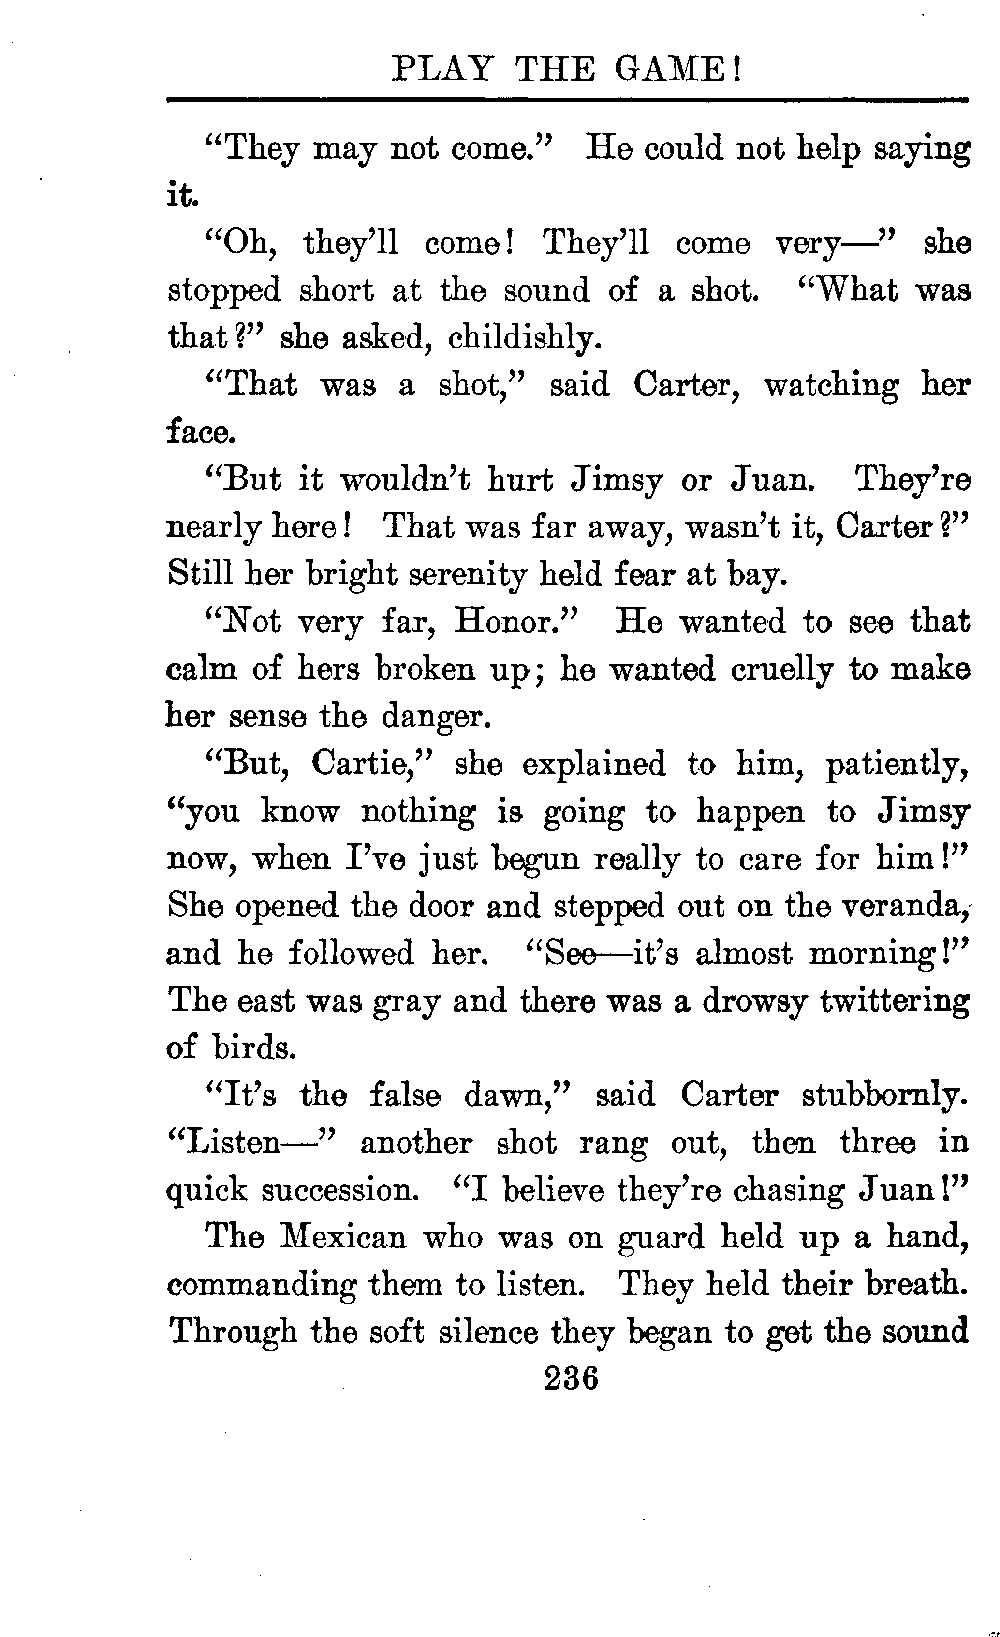 PLAY THE GAME!
“They may not come.” He could not help saying
it.
“Oh, they’ll come! They’ll come very—” she
stopped short at the sound of a shot. “What was
that?” she asked, childishly.
“That was a shot,” said Carter, watching her
face.
“But it wouldn’t hurt Jimsy or Juan. They’re
nearly here! That was far away, wasn’t it, Carter?”
Still her bright serenity held fear at bay.
“Not very far, Honor.” He wanted to see that
calm of hers broken up; he wanted cruelly to make
her sense the danger.
“But, Cartie,” she explained to him, patiently,
“you know nothing is going to happen to Jimsy
now, when I’ve just begun really to care for him!”
She opened the door and stepped out on the veranda,
and he followed her. “See—it’s almost morning!”
The east was gray and there was a drowsy twittering
of birds.
“It’s the false dawn,” said Carter stubbornly.
“Listen—” another shot rang out, then three in
quick succession. “I believe they’re chasing Juan!”
The Mexican who was on guard held up a hand,
commanding them to listen. They held their breath.
Through the soft silence they began to get the sound
236